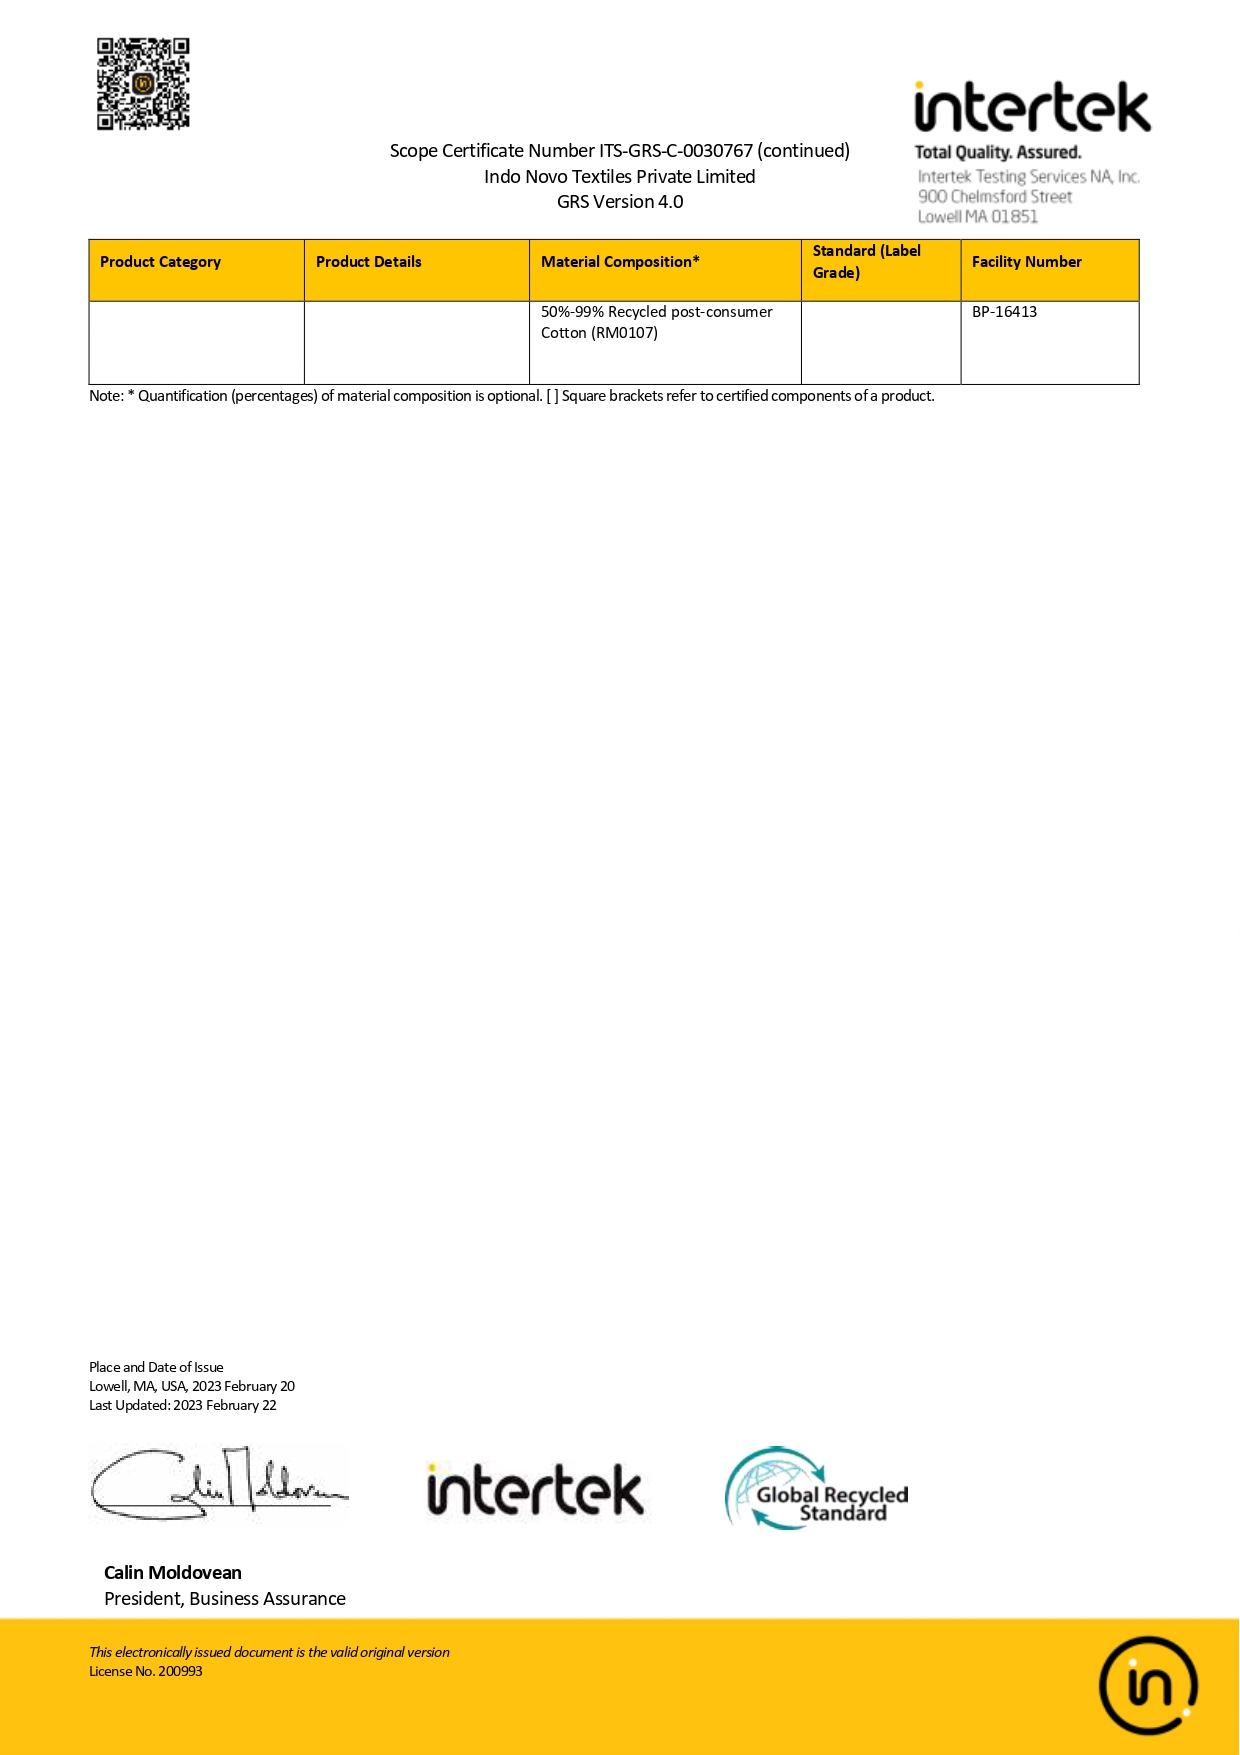 intertek
Total Quality. Assured.
Intertek Testing Services NA, Inc.
900 Chelmsford Street
Lowell MA 01851
Scope Certificate Number ITS-GRS-C-0030767 (continued)
Indo Novo Textiles Private Limited
GRS Version 4.0
Product Category
Product Details
Material Composition*
Standard (Label
Grade)
Facility Number
50%-99% Recycled post-consumer
Cotton (RM0107)
BP-16413
Note: * Quantification (percentages) of material composition is optional. [ ] Square brackets refer to certified components of a product.
Place and Date of Issue
Lowell, MA, USA, 2023 February 20
Last Updated: 2023 February 22
Calin Moldovean
intertek
Global Recycled
Standard
Calin Moldovean
President, Business Assurance
This electronically issued document is the valid original version
License No. 200993
in